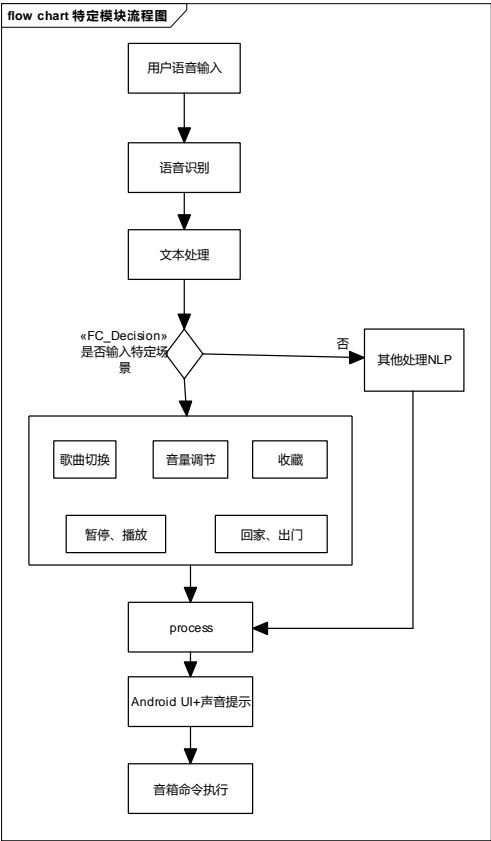 flow chart 特定模块流程图
用户语音输入
语音识别
文本处理
«FC_Decision»
是否输入特定场
景
否
其他处理NLP
歌曲切换
音量调节
收藏
暂停、播放
回家、出门
process
Android UI+声音提示
音箱命令执行